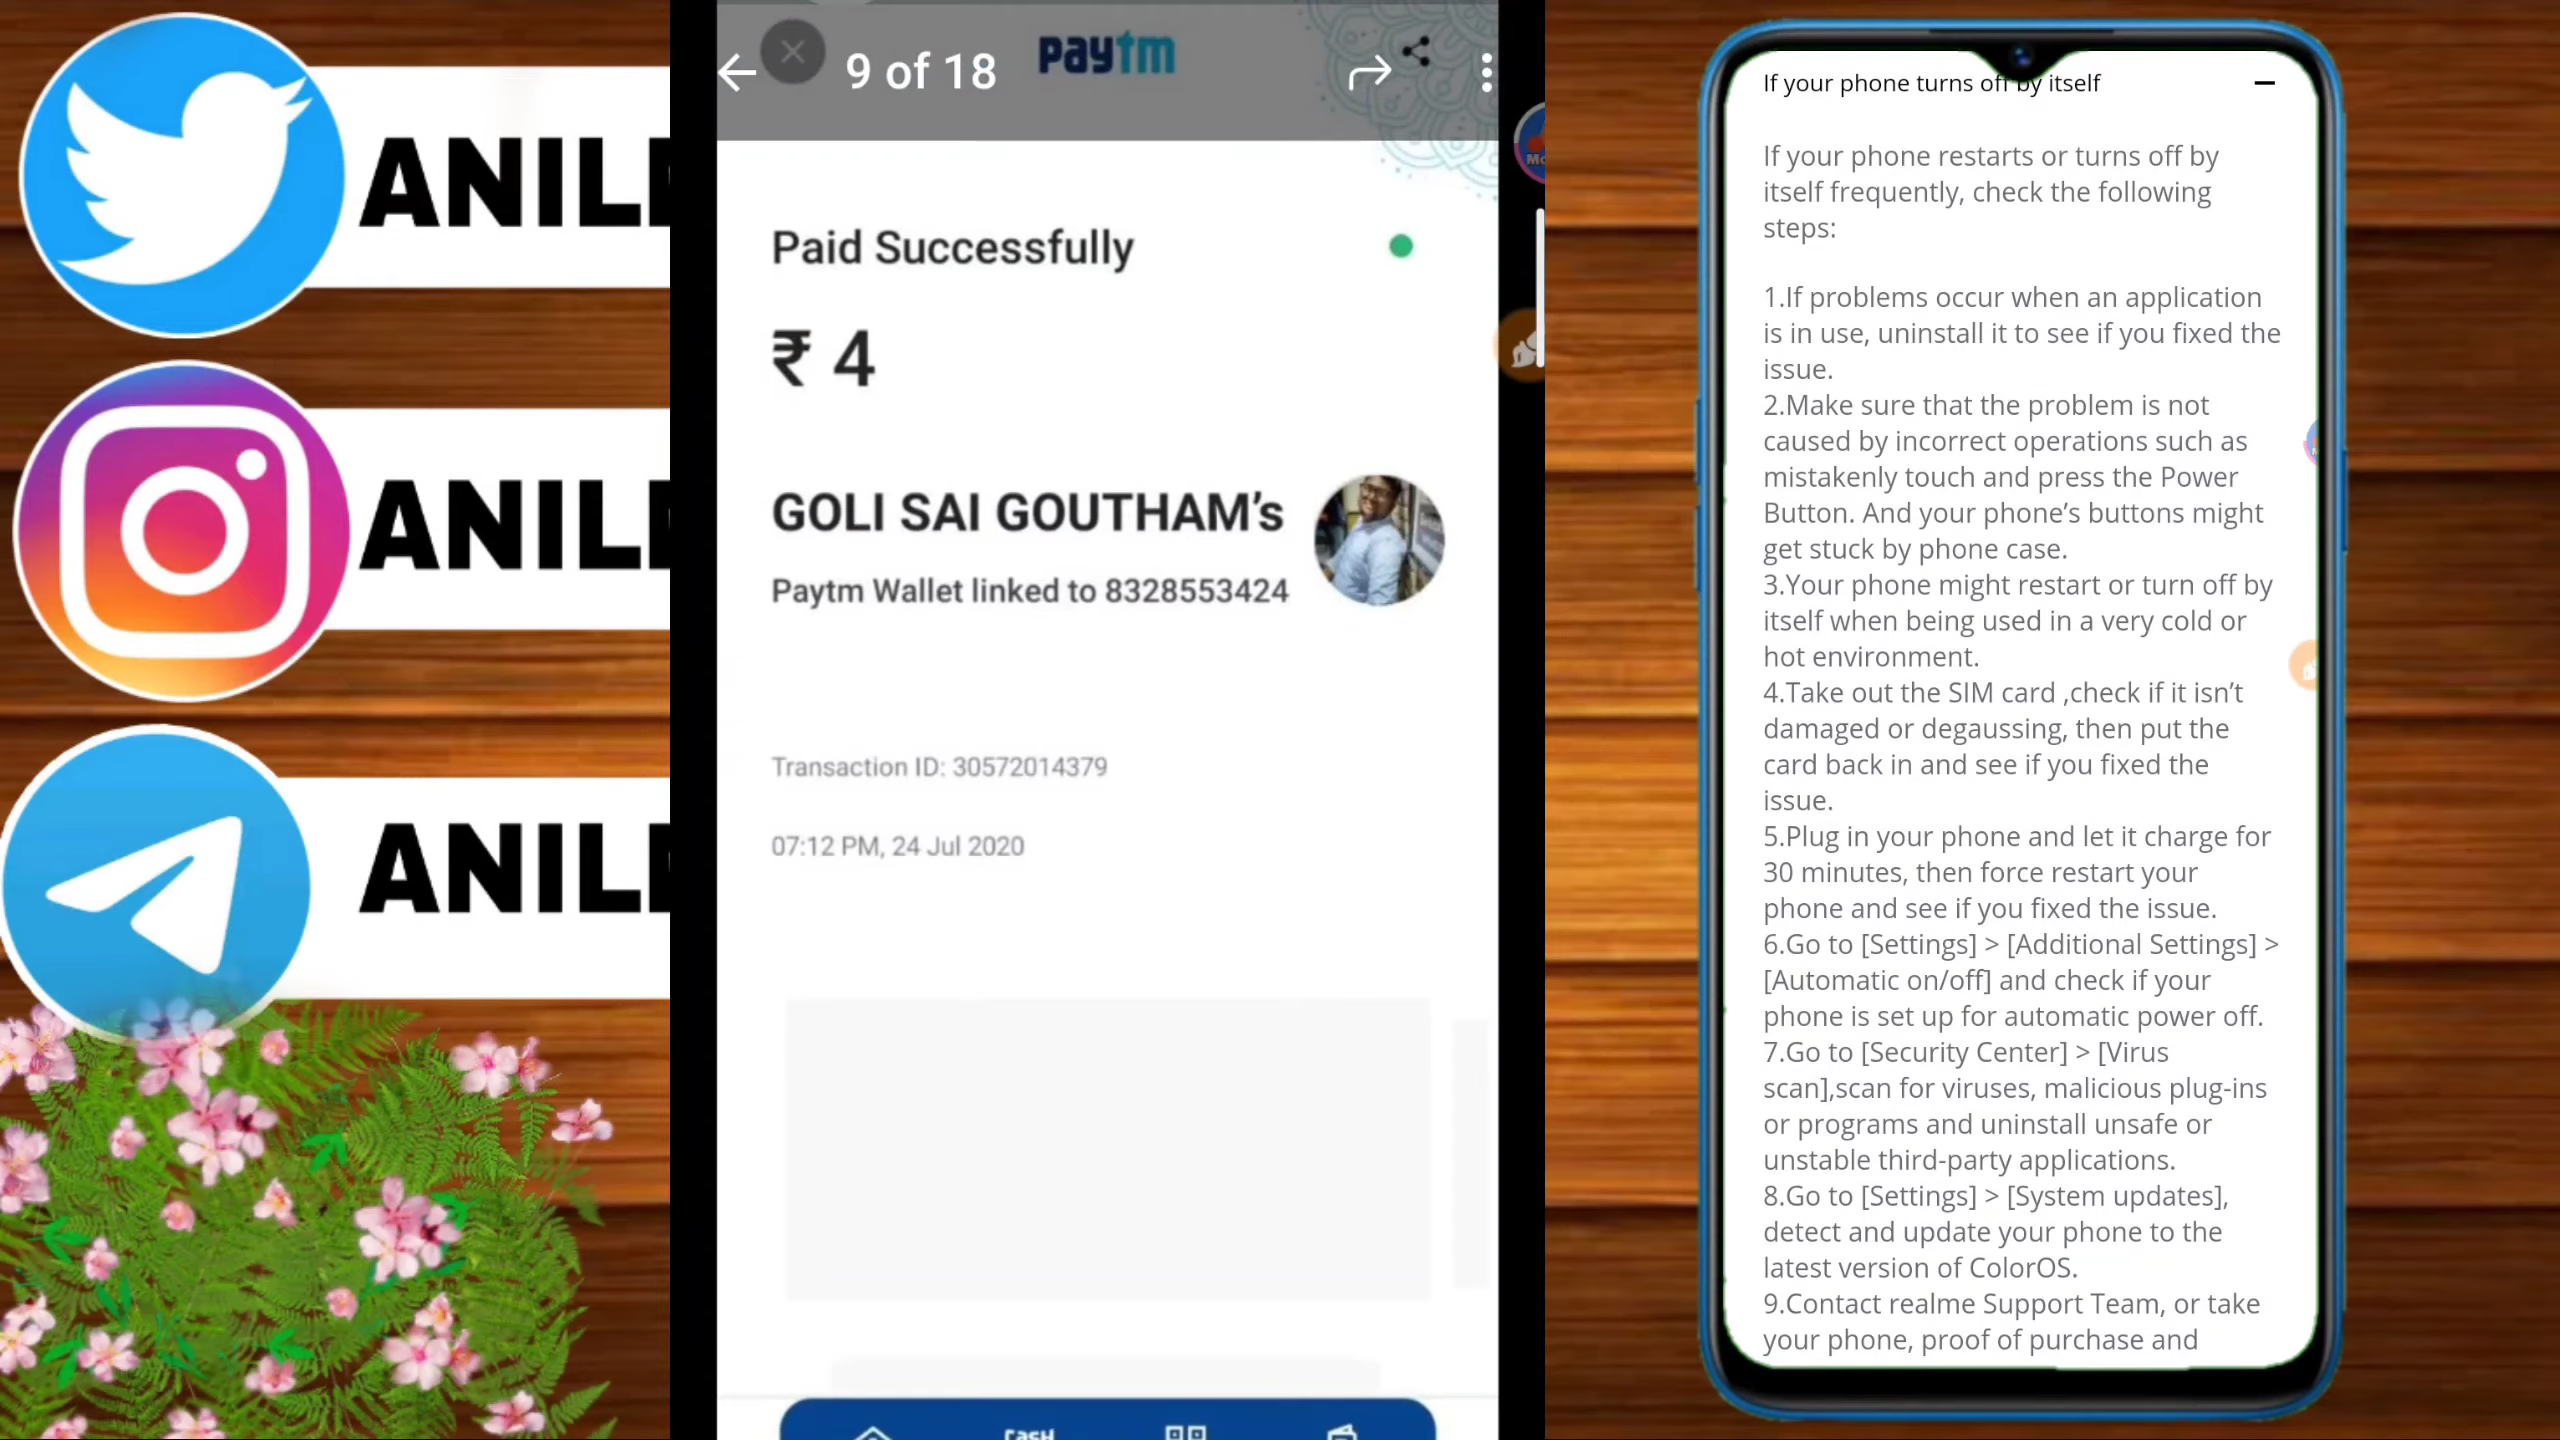 ANIL
ANIL
ANIL
9 of 18
paytm
Paid Successfully
₹ 4
GOLI SAI GOUTHAM’s
Paytm Wallet linked to 8328553424
Transaction ID: 30572014379
07:12 PM, 24 Jul 2020
If your phone turns off by itself
If your phone restarts or turns off by
itself frequently, check the following
steps:
1.If problems occur when an application
is in use, uninstall it to see if you fixed the
issue.
2.Make sure that the problem is not
caused by incorrect operations such as
mistakenly touch and press the Power
Button. And your phone’s buttons might
get stuck by phone case.
3.Your phone might restart or turn off by
itself when being used in a very cold or
hot environment.
4.Take out the SIM card ,check if it isn’t
damaged or degaussing, then put the
card back in and see if you fixed the
issue.
5.Plug in your phone and let it charge for
30 minutes, then force restart your
phone and see if you fixed the issue.
6.Go to [Settings] > [Additional Settings] >
[Automatic on/off] and check if your
phone is set up for automatic power off.
7.Go to [Security Center] > [Virus
scan],scan for viruses, malicious plug-ins
or programs and uninstall unsafe or
unstable third-party applications.
8.Go to [Settings] > [System updates],
detect and update your phone to the
latest version of ColorOS.
9.Contact realme Support Team, or take
your phone, proof of purchase and